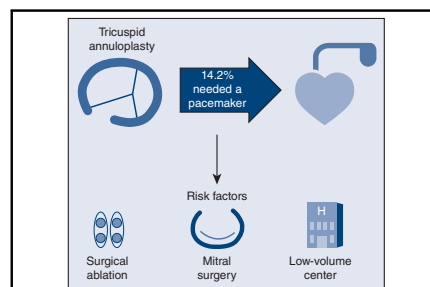 Tricuspid
annuloplasty
14.2%
needed a
pacemaker
Risk factors
H
Surgical
ablation
Mitral
surgery
Low-volume
center